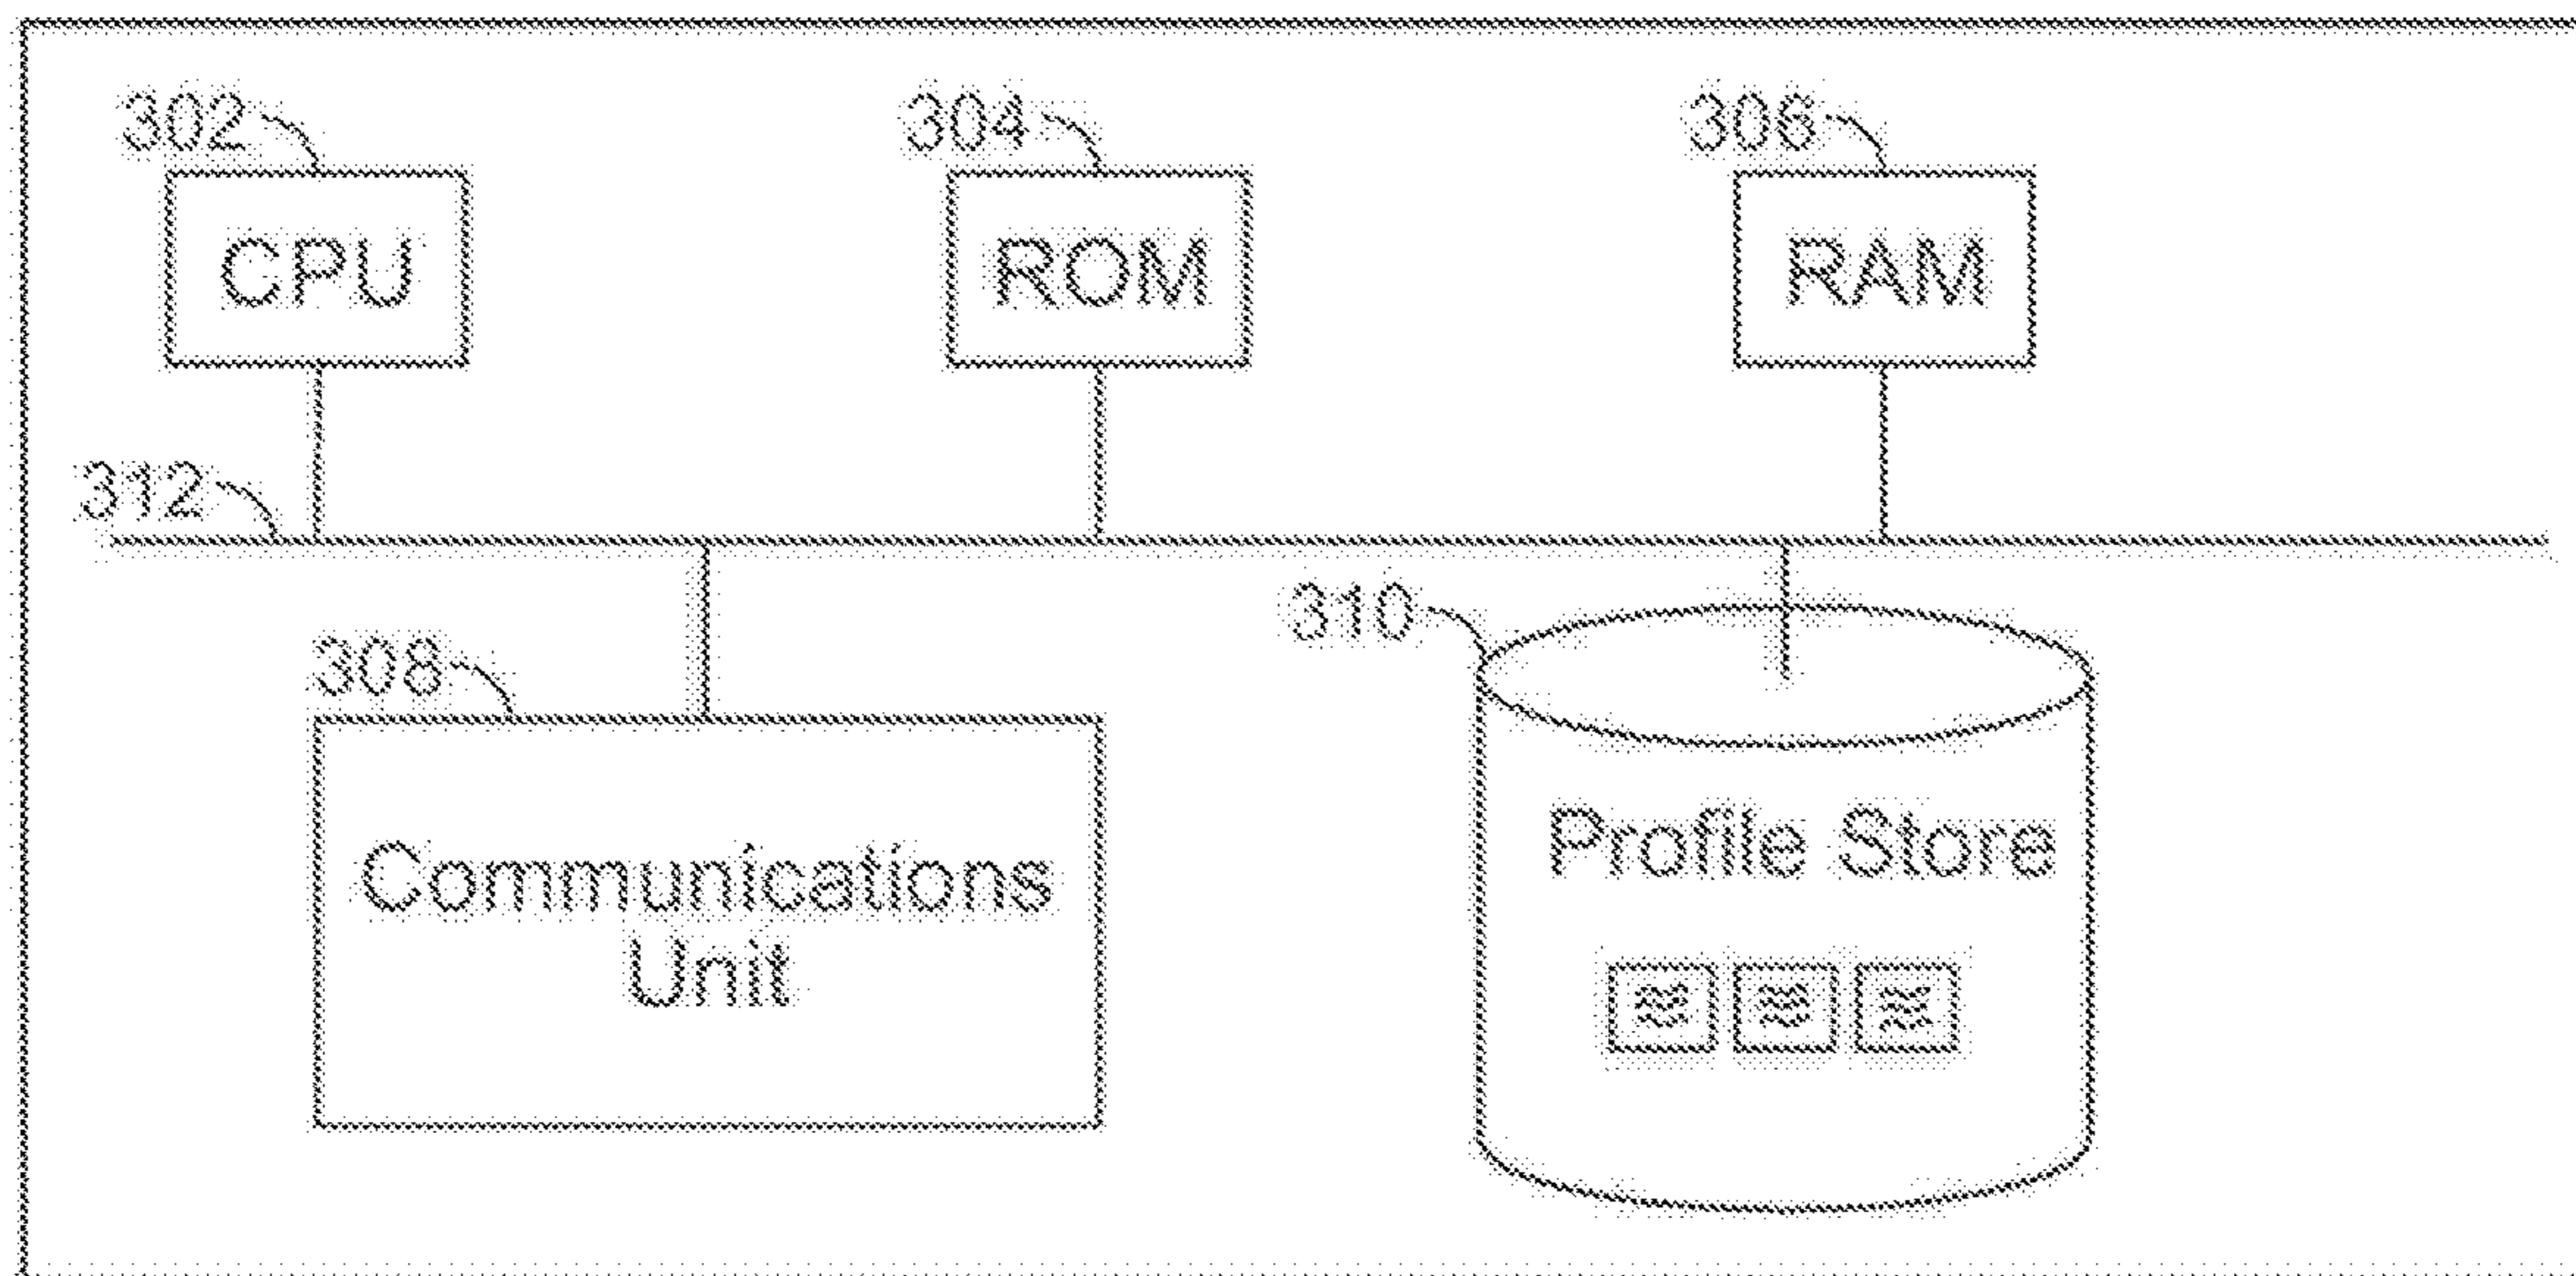 302
304
306
CPU
ROM
RAM
312
310
308
Profile Store
Communications
Unit